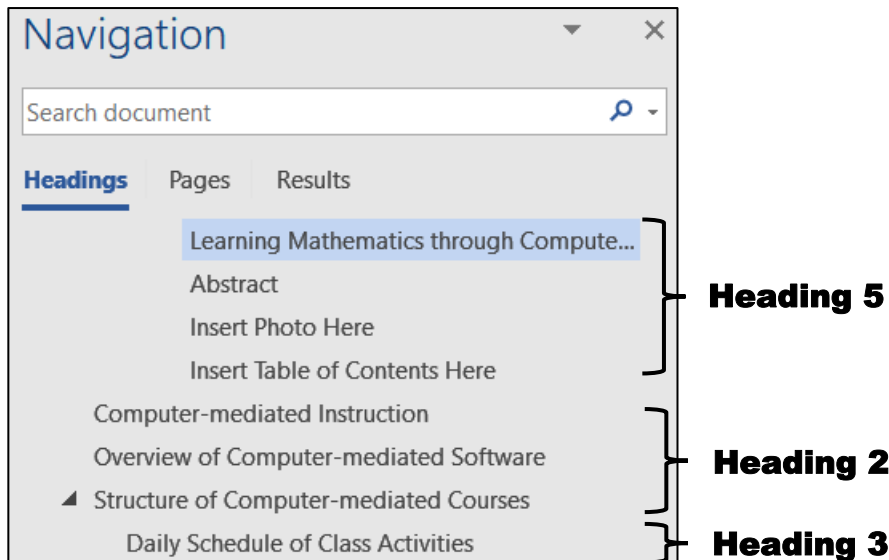 Navigation
Search document
Headings Pages Results
Learning Mathematics through Compute...
Abstract
Insert Photo Here
Heading 5
Insert Table of Contents Here
Computer-mediated Instruction
Overview of Computer-mediated Software
Heading 2
Structure of Computer-mediated Courses
Daily Schedule of Class Activities
Heading 3